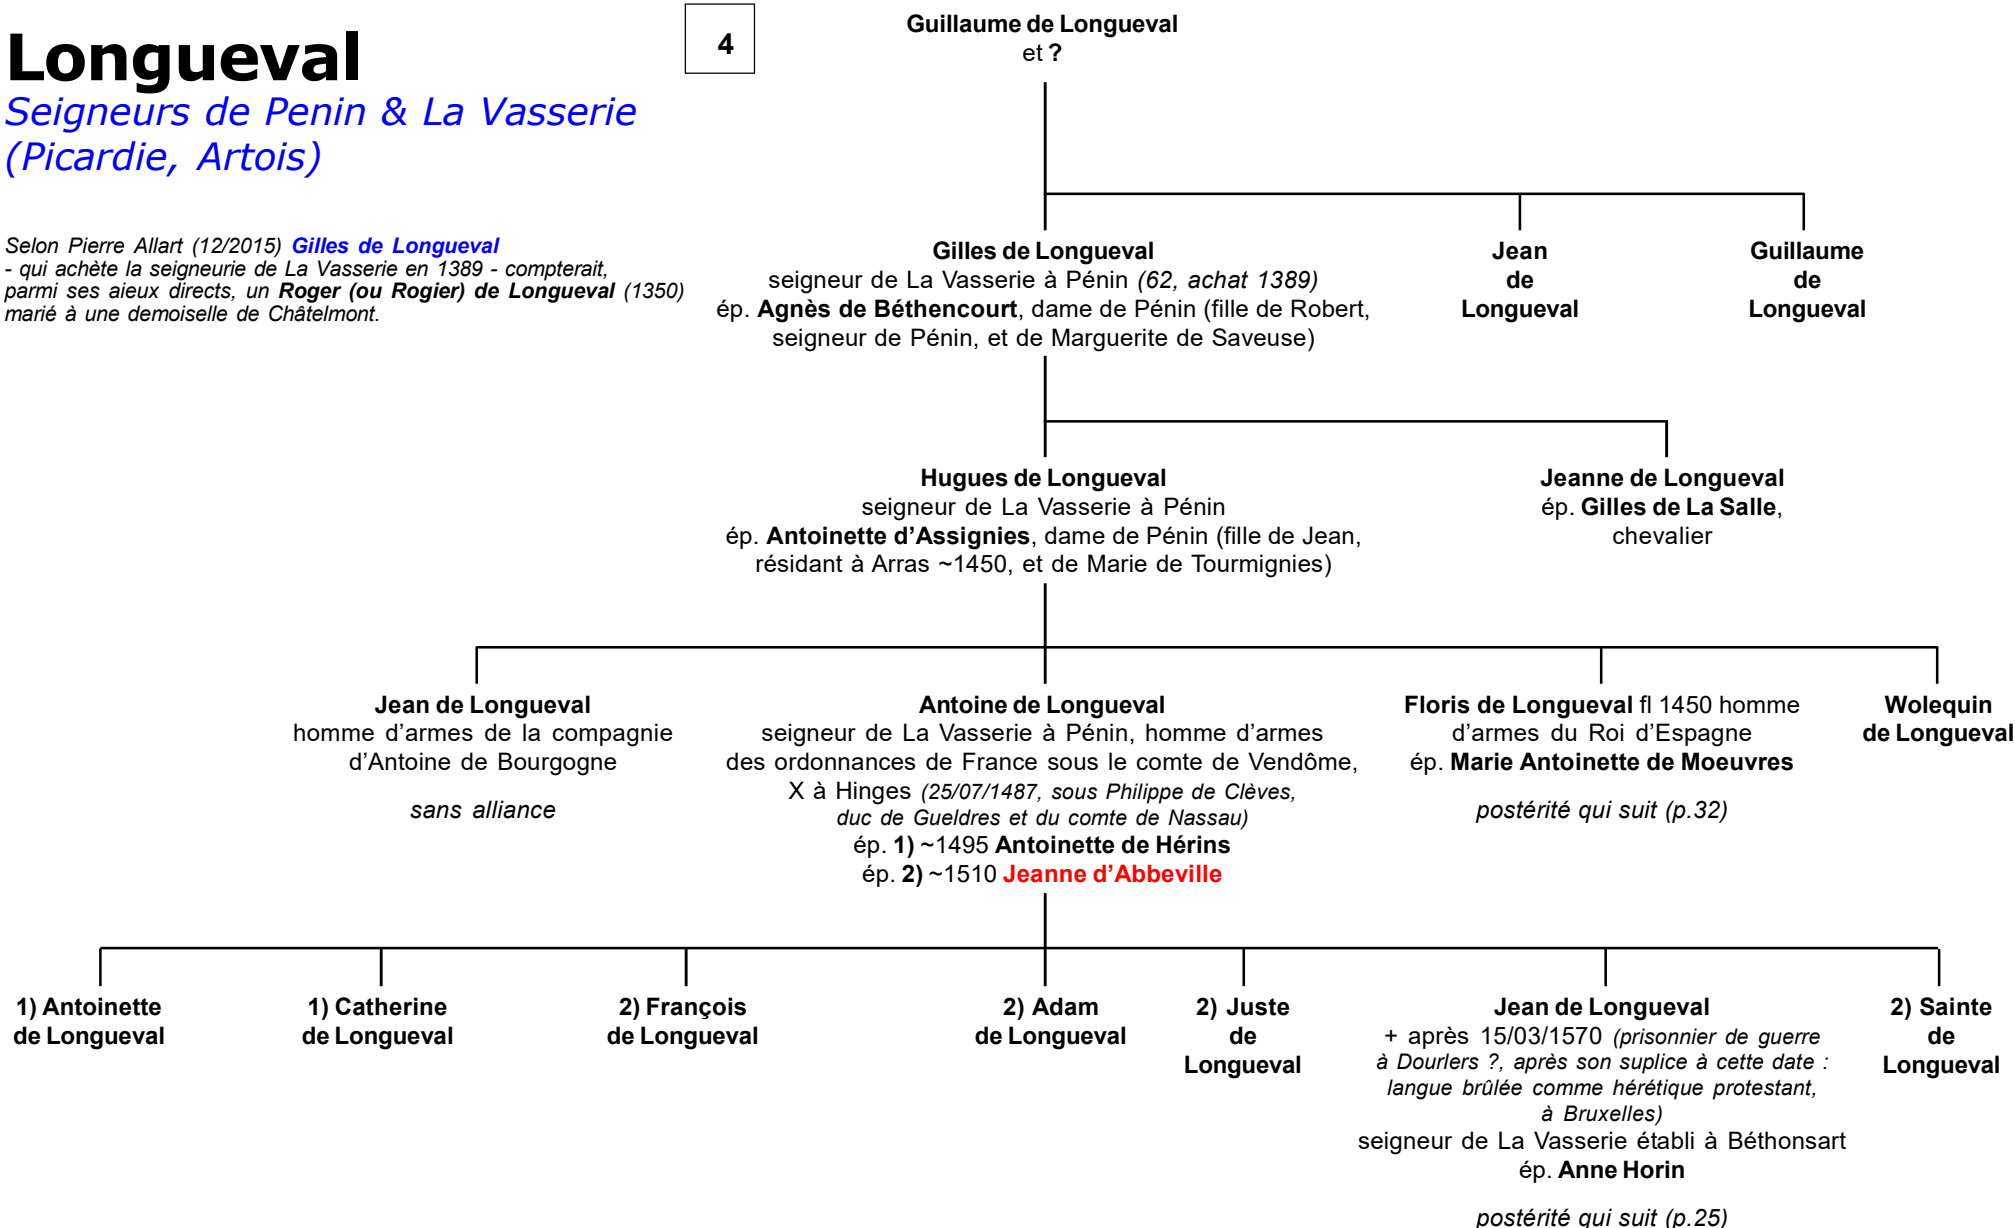 Longueval
Seigneurs de Penin & La Vasserie
(Picardie, Artois)
4
Guillaume de Longueval
et ?
Selon Pierre Allart (12/2015) Gilles de Longueval
- qui achète la seigneurie de La Vasserie en 1389 - compterait,
parmi ses aieux directs, un Roger (ou Rogier) de Longueval (1350)
marié à une demoiselle de Châtelmont.
Gilles de Longueval
seigneur de La Vasserie à Pénin (62, achat 1389)
ép. Agnès de Béthencourt, dame de Pénin (fille de Robert,
seigneur de Pénin, et de Marguerite de Saveuse)
Jean
de
Longueval
Guillaume
de
Longueval
Hugues de Longueval
seigneur de La Vasserie à Pénin
ép. Antoinette d'Assignies, dame de Pénin (fille de Jean,
résidant à Arras ~1450, et de Marie de Tourmignies)
Jeanne de Longueval
ép. Gilles de La Salle,
chevalier
Jean de Longueval
homme d'armes de la compagnie
d'Antoine de Bourgogne
sans alliance
Antoine de Longueval
seigneur de La Vasserie à Pénin, homme d'armes
des ordonnances de France sous le comte de Vendôme,
X à Hinges (25/07/1487, sous Philippe de Clèves,
duc de Gueldres et du comte de Nassau)
ép. 1) ~1495 Antoinette de Hérins
ép. 2) ~1510 Jeanne d'Abbeville
Floris de Longueval fl 1450 homme
d'armes du Roi d'Espagne
ép. Marie Antoinette de Moeuvres
postérité qui suit (p.32)
Wolequin
de Longueval
1) Antoinette
de Longueval
1) Catherine
de Longueval
2) François
de Longueval
2) Adam
de Longueval
2) Juste
de
Longueval
Jean de Longueval
+ après 15/03/1570 (prisonnier de guerre
à Dourlers ?, après son suplice à cette date :
langue brûlée comme hérétique protestant,
à Bruxelles)
seigneur de La Vasserie établi à Béthonsart
ép. Anne Horin
postérité qui suit (p.25)
2) Sainte
de
Longueval